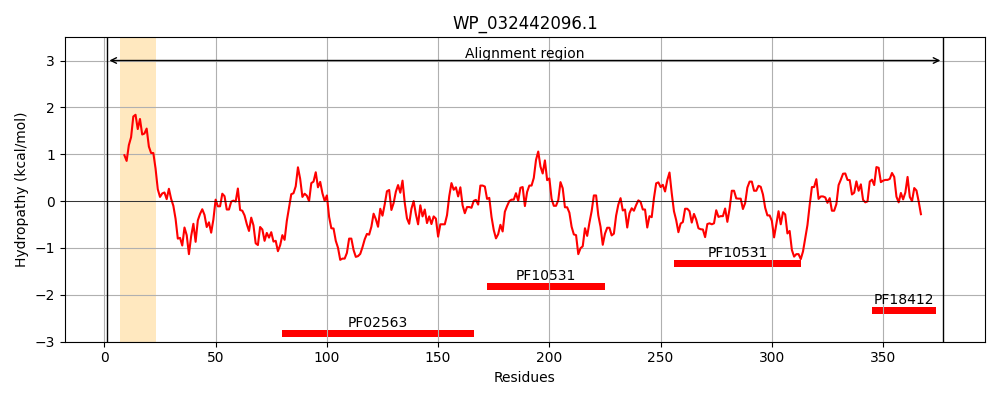 WP_032442096.1
Alignment region
Hydropathy (kcal/mol)
3
2
1
0
−1
−2
−3
PF10531
PF10531
PF18412
PF02563
0 50 100 150 200 250 300 350
Residues